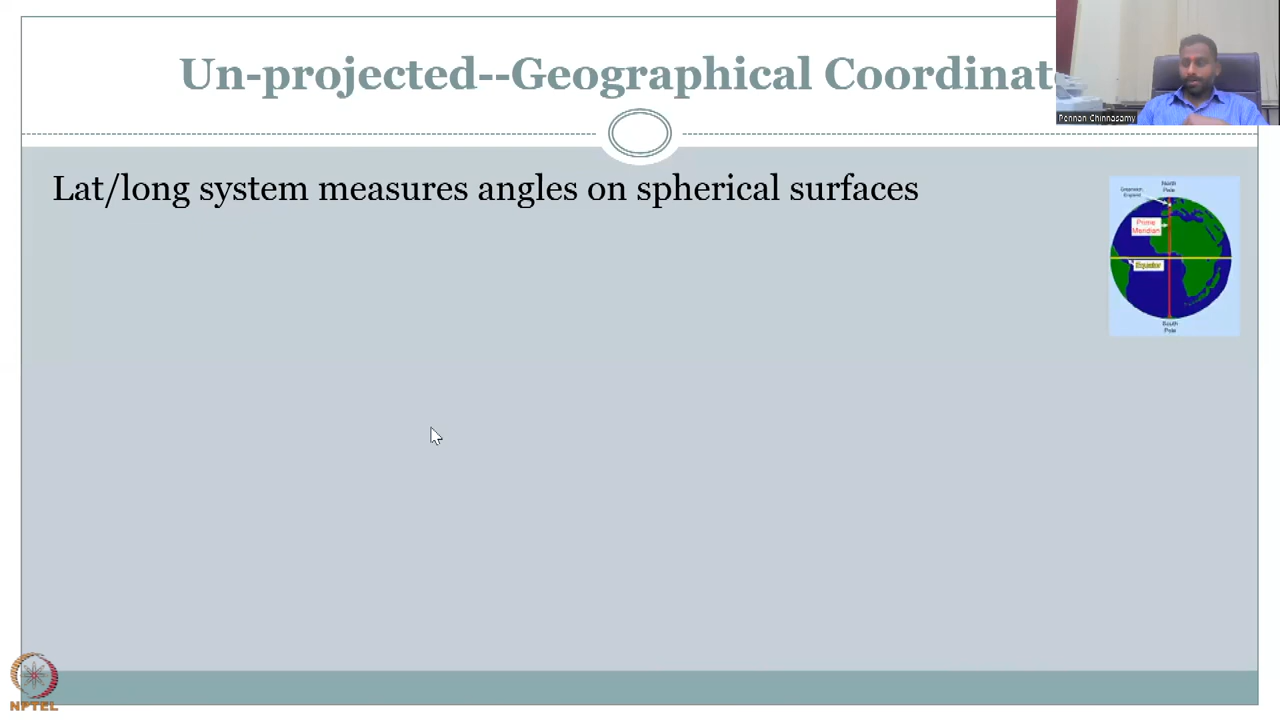 Un-projected--Geographical Coordinat
Pennan Chinnasamy
Lat/long system measures angles on spherical surfaces
North
Pole
Greenwich,
England
Prime
Meridian
Equator
South
Pole
NPTEL